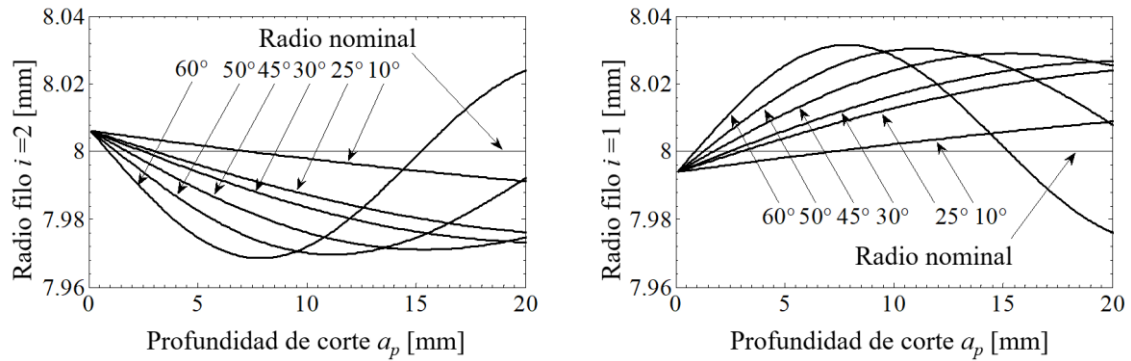 8.04
8.02
8
7.98
7.96
Radio filo i =2 [mm]
Radio nominal
60° 50° 45° 30° 25° 10°
0 5 10 15 20
Profundidad de corte ap [mm]
8.04
8.02
8
7.98
7.96
Radio filo i =1 [mm]
60° 50° 45° 30° 25° 10°
Radio nominal
0 5 10 15 20
Profundidad de corte ap [mm]